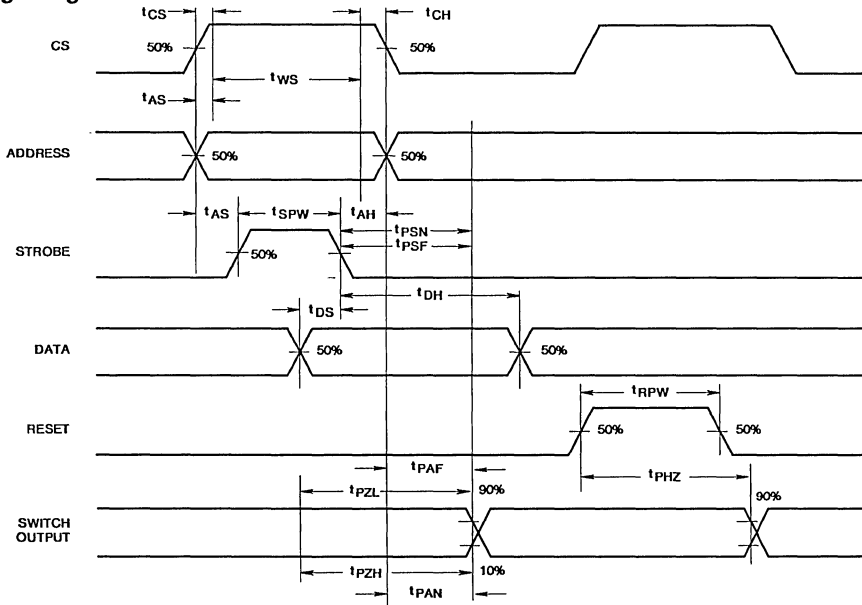 tCS
tCH
CS
50%
50%
tWS
tAS
ADDRESS
50%
50%
tAS
tSPW
tAH
tPSN
tPSF
STROBE
50%
tDH
tDS
DATA
50%
50%
tRPW
RESET
50%
50%
tPAF
tPHZ
tPZL
90%
90%
SWITCH
OUTPUT
tPZH
10%
tPAN